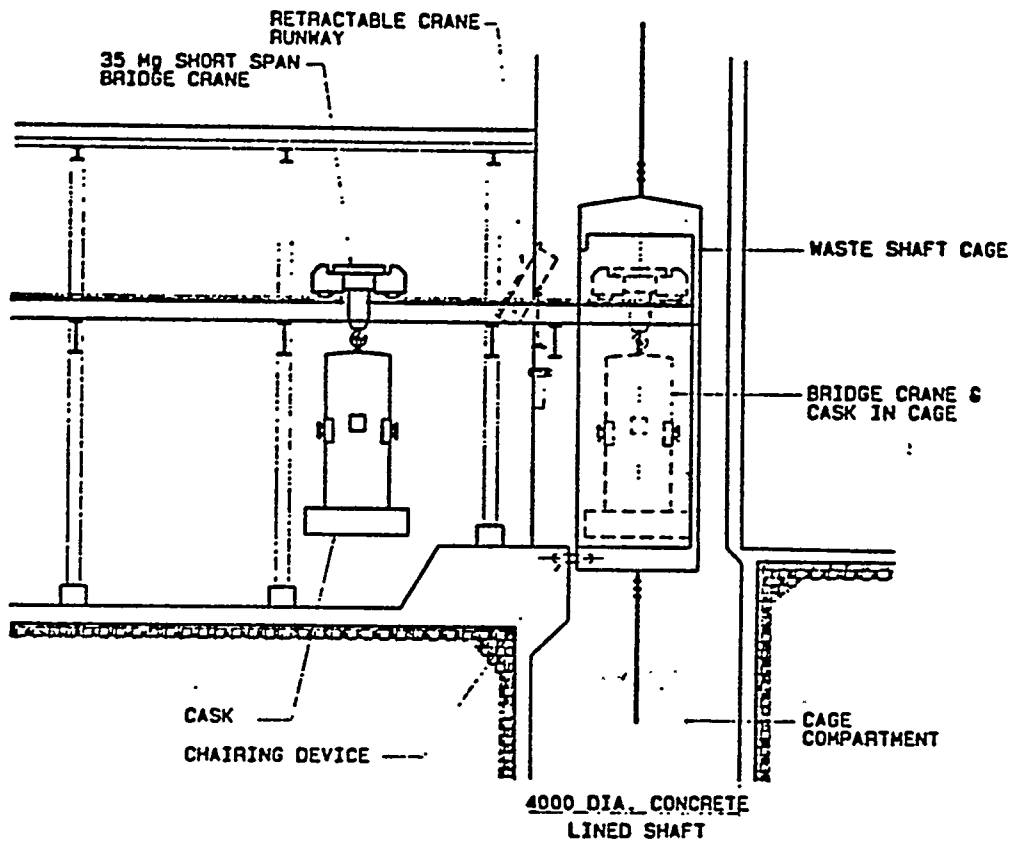 RETRACTABLE CRANE
RUNWAY
35 Mg SHORT SPAN
BRIDGE CRANE
WASTE SHAFT CAGE
BRIDGE CRANE &
CASK IN CAGE
CASK
CHAIRING DEVICE
CAGE
COMPARTMENT
4000 DIA. CONCRETE
LINED SHAFT